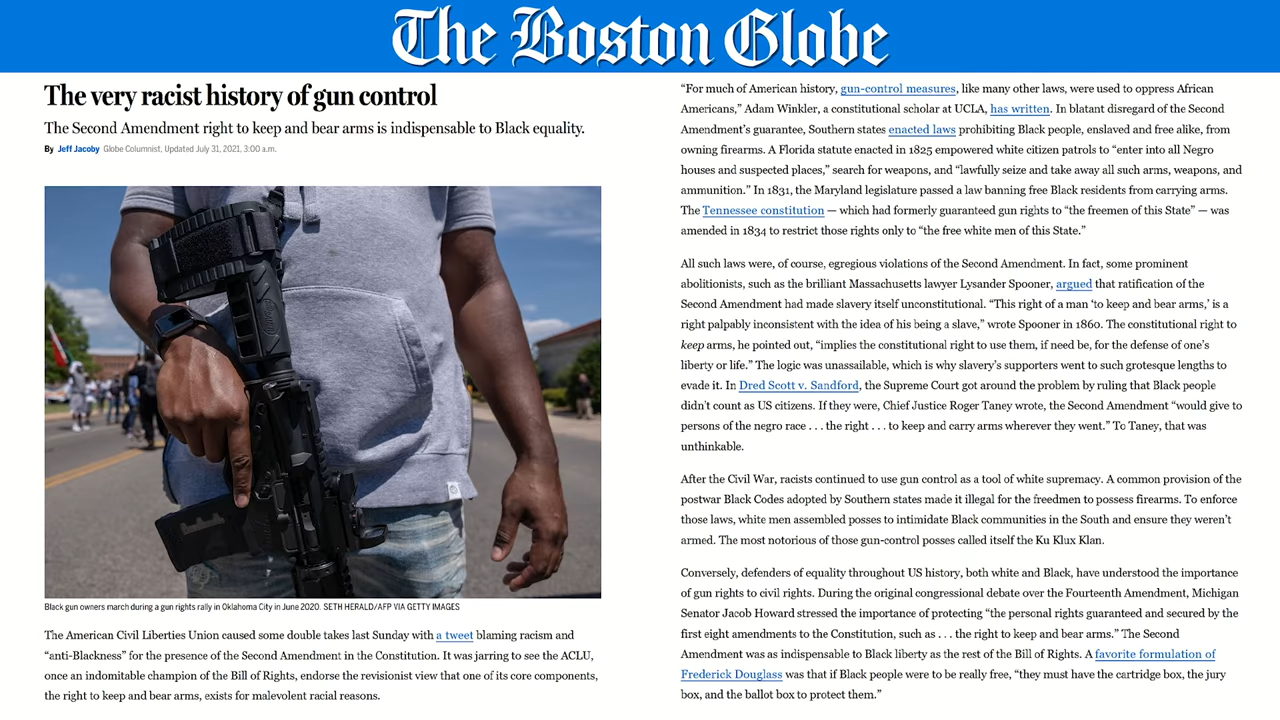 The Boston Globe
The very racist history of gun control
The Second Amendment right to keep and bear arms is indispensable to Black equality.
By Jeff Jacoby Globe Columnist, Updated July 31, 2021, 3:00 a.m.
Black gun owners march during a gun rights rally in Oklahoma City in June 2020. SETH HERALD/AFP VIA GETTY IMAGES
The American Civil Liberties Union caused some double takes last Sunday with a tweet blaming racism and
“anti-Blackness” for the presence of the Second Amendment in the Constitution. It was jarring to see the ACLU,
once an indomitable champion of the Bill of Rights, endorse the revisionist view that one of its core components,
the right to keep and bear arms, exists for malevolent racial reasons.
“For much of American history, gun-control measures, like many other laws, were used to oppress African
Americans,” Adam Winkler, a constitutional scholar at UCLA, has written. In blatant disregard of the Second
Amendment’s guarantee, Southern states enacted laws prohibiting Black people, enslaved and free alike, from
owning firearms. A Florida statute enacted in 1825 empowered white citizen patrols to “enter into all Negro
houses and suspected places,” search for weapons, and “lawfully seize and take away all such arms, weapons, and
ammunition.” In 1831, the Maryland legislature passed a law banning free Black residents from carrying arms.
The Tennessee constitution — which had formerly guaranteed gun rights to “the freemen of this State” — was
amended in 1834 to restrict those rights only to “the free white men of this State.”
All such laws were, of course, egregious violations of the Second Amendment. In fact, some prominent
abolitionists, such as the brilliant Massachusetts lawyer Lysander Spooner, argued that ratification of the
Second Amendment had made slavery itself unconstitutional. “This right of a man ‘to keep and bear arms,’ is a
right palpably inconsistent with the idea of his being a slave,” wrote Spooner in 1860. The constitutional right to
keep arms, he pointed out, “implies the constitutional right to use them, if need be, for the defense of one’s
liberty or life.” The logic was unassailable, which is why slavery’s supporters went to such grotesque lengths to
evade it. In Dred Scott v. Sandford, the Supreme Court got around the problem by ruling that Black people
didn’t count as US citizens. If they were, Chief Justice Roger Taney wrote, the Second Amendment “would give to
persons of the negro race . . . the right . . . to keep and carry arms wherever they went.” To Taney, that was
unthinkable.
After the Civil War, racists continued to use gun control as a tool of white supremacy. A common provision of the
postwar Black Codes adopted by Southern states made it illegal for the freedmen to possess firearms. To enforce
those laws, white men assembled posses to intimidate Black communities in the South and ensure they weren’t
armed. The most notorious of those gun-control posses called itself the Ku Klux Klan.
Conversely, defenders of equality throughout US history, both white and Black, have understood the importance
of gun rights to civil rights. During the original congressional debate over the Fourteenth Amendment, Michigan
Senator Jacob Howard stressed the importance of protecting “the personal rights guaranteed and secured by the
first eight amendments to the Constitution, such as . . . the right to keep and bear arms.” The Second
Amendment was as indispensable to Black liberty as the rest of the Bill of Rights. A favorite formulation of
Frederick Douglass was that if Black people were to be really free, “they must have the cartridge box, the jury
box, and the ballot box to protect them.”